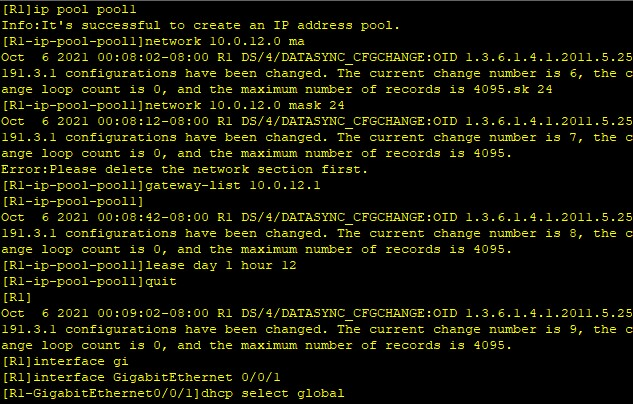 [R1]ip pool pool1
Info:It's successful to create an IP address pool.
[R1-ip-pool-pool1]network 10.0.12.0 ma
Oct  6 2021 00:08:02-08:00 R1 DS/4/DATASYNC_CFGCHANGE:OID 1.3.6.1.4.1.2011.5.25
191.3.1 configurations have been changed. The current change number is 6, the c
ange loop count is 0, and the maximum number of records is 4095.sk 24
[R1-ip-pool-pool1]network 10.0.12.0 mask 24
Oct  6 2021 00:08:12-08:00 R1 DS/4/DATASYNC_CFGCHANGE:OID 1.3.6.1.4.1.2011.5.25
191.3.1 configurations have been changed. The current change number is 7, the c
ange loop count is 0, and the maximum number of records is 4095.
Error:Please delete the network section first.
[R1-ip-pool-pool1]gateway-list 10.0.12.1
[R1-ip-pool-pool1]
Oct  6 2021 00:08:42-08:00 R1 DS/4/DATASYNC_CFGCHANGE:OID 1.3.6.1.4.1.2011.5.25
191.3.1 configurations have been changed. The current change number is 8, the c
ange loop count is 0, and the maximum number of records is 4095.
[R1-ip-pool-pool1]lease day 1 hour 12
[R1-ip-pool-pool1]quit
[R1]
Oct  6 2021 00:09:02-08:00 R1 DS/4/DATASYNC_CFGCHANGE:OID 1.3.6.1.4.1.2011.5.25
191.3.1 configurations have been changed. The current change number is 9, the c
ange loop count is 0, and the maximum number of records is 4095.
[R1]interface gi
[R1]interface GigabitEthernet 0/0/1
[R1-GigabitEthernet0/0/1]dhcp select global